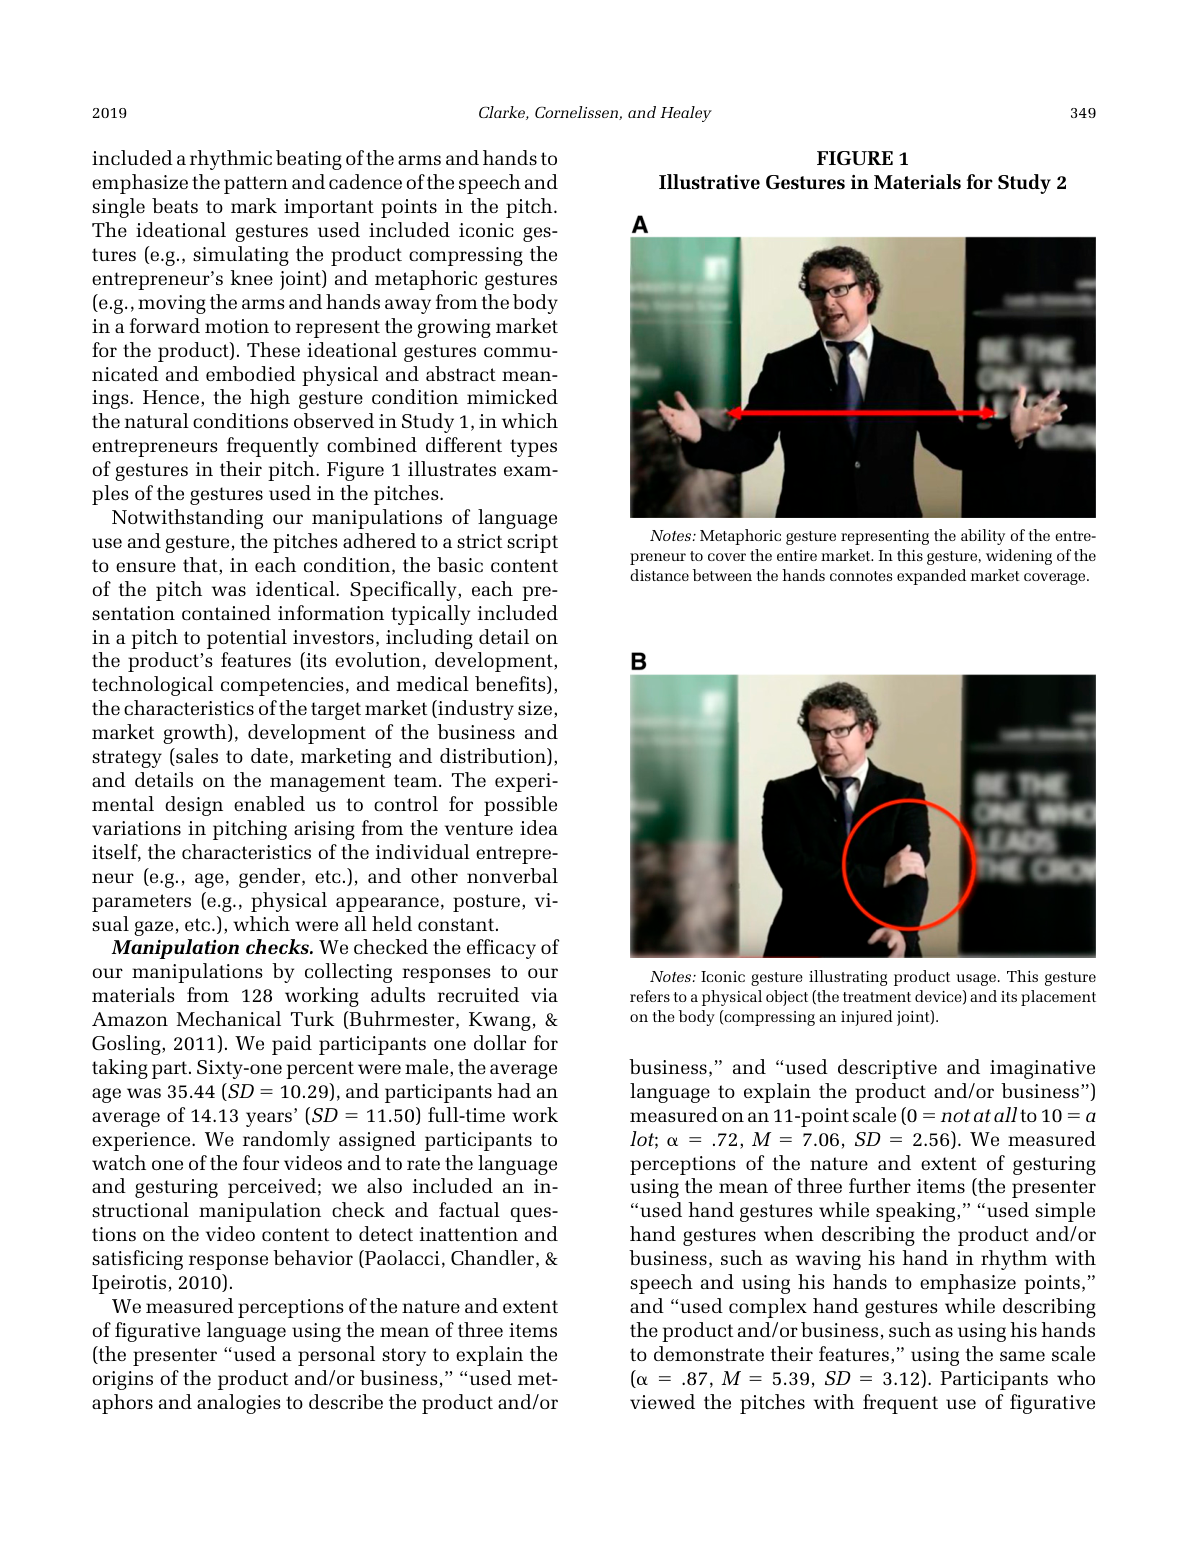 2019
Clarke, Cornelissen, and Healey
349
included a rhythmic beating of the arms and hands to
emphasize the pattern and cadence of the speech and
single beats to mark important points in the pitch.
The ideational gestures used included iconic ges-
tures (e.g., simulating the product compressing the
entrepreneur's knee joint) and metaphoric gestures
(e.g., moving the arms and hands away from the body
in a forward motion to represent the growing market
for the product). These ideational gestures commu-
nicated and embodied physical and abstract mean-
ings. Hence, the high gesture condition mimicked
the natural conditions observed in Study 1, in which
entrepreneurs frequently combined different types
of gestures in their pitch. Figure 1 illustrates exam-
ples of the gestures used in the pitches.
Notwithstanding our manipulations of language
use and gesture, the pitches adhered to a strict script
to ensure that, in each condition, the basic content
of the pitch was identical. Specifically, each pre-
sentation contained information typically included
in a pitch to potential investors, including detail on
the product's features (its evolution, development,
technological competencies, and medical benefits),
the characteristics of the target market (industry size,
market growth), development of the business and
strategy (sales to date, marketing and distribution),
and details on the management team. The experi-
mental design enabled us to control for possible
variations in pitching arising from the venture idea
itself, the characteristics of the individual entrepre-
neur (e.g., age, gender, etc.), and other nonverbal
parameters (e.g., physical appearance, posture, vi-
sual gaze, etc.), which were all held constant.
Manipulation checks. We checked the efficacy of
our manipulations by collecting responses to our
materials from 128 working adults recruited via
Amazon Mechanical Turk (Buhrmester, Kwang, &
Gosling, 2011). We paid participants one dollar for
taking part. Sixty-one percent were male, the average
age was 35.44 (SD = 10.29), and participants had an
average of 14.13 years' (SD = 11.50) full-time work
experience. We randomly assigned participants to
watch one of the four videos and to rate the language
and gesturing perceived; we also included an in-
structional manipulation check and factual ques-
tions on the video content to detect inattention and
satisficing response behavior (Paolacci, Chandler, &
Ipeirotis, 2010).
We measured perceptions of the nature and extent
of figurative language using the mean of three items
(the presenter "used a personal story to explain the
origins of the product and/or business," "used met-
aphors and analogies to describe the product and/or
FIGURE 1
Illustrative Gestures in Materials for Study 2
A
BE THE
ONE WHO
Notes: Metaphoric gesture representing the ability of the entre-
preneur to cover the entire market. In this gesture, widening of the
distance between the hands connotes expanded market coverage.
B
BE THE
ONE WHO
LEADS
THE CROW
Notes: Iconic gesture illustrating product usage. This gesture
refers to a physical object (the treatment device) and its placement
on the body (compressing an injured joint).
business," and "used descriptive and imaginative
language to explain the product and/or business")
measured on an 11-point scale (0 = not at all to 10 = a
lot; α = .72, M = 7.06, SD = 2.56). We measured
perceptions of the nature and extent of gesturing
using the mean of three further items (the presenter
"used hand gestures while speaking," "used simple
hand gestures when describing the product and/or
business, such as waving his hand in rhythm with
speech and using his hands to emphasize points,"
and "used complex hand gestures while describing
the product and/or business, such as using his hands
to demonstrate their features," using the same scale
(α = .87, M = 5.39, SD = 3.12). Participants who
viewed the pitches with frequent use of figurative